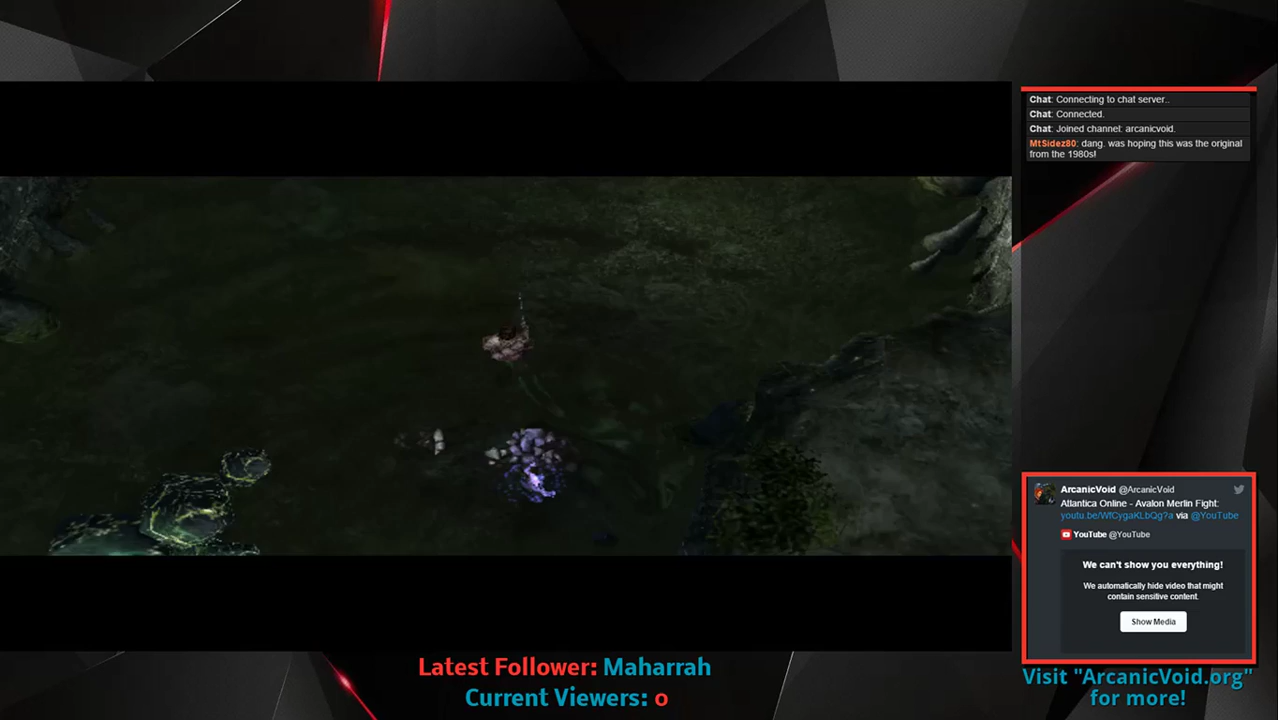 Chat: Connecting to chat server..
Chat: Connected.
Chat: Joined channel: arcanicvoid.
MtSidez80: dang. was hoping this was the original
from the 1980s!
ArcanicVoid @ArcanicVoid
Atlantica Online - Avalon Merlin Fight:
youtu.be/WfCygaKLbQg?a via @YouTube
YouTube @YouTube
We can't show you everything!
We automatically hide video that might
contain sensitive content.
Show Media
Latest Follower: Maharrah
Current Viewers: 0
Visit "ArcanicVoid.org"
for more!